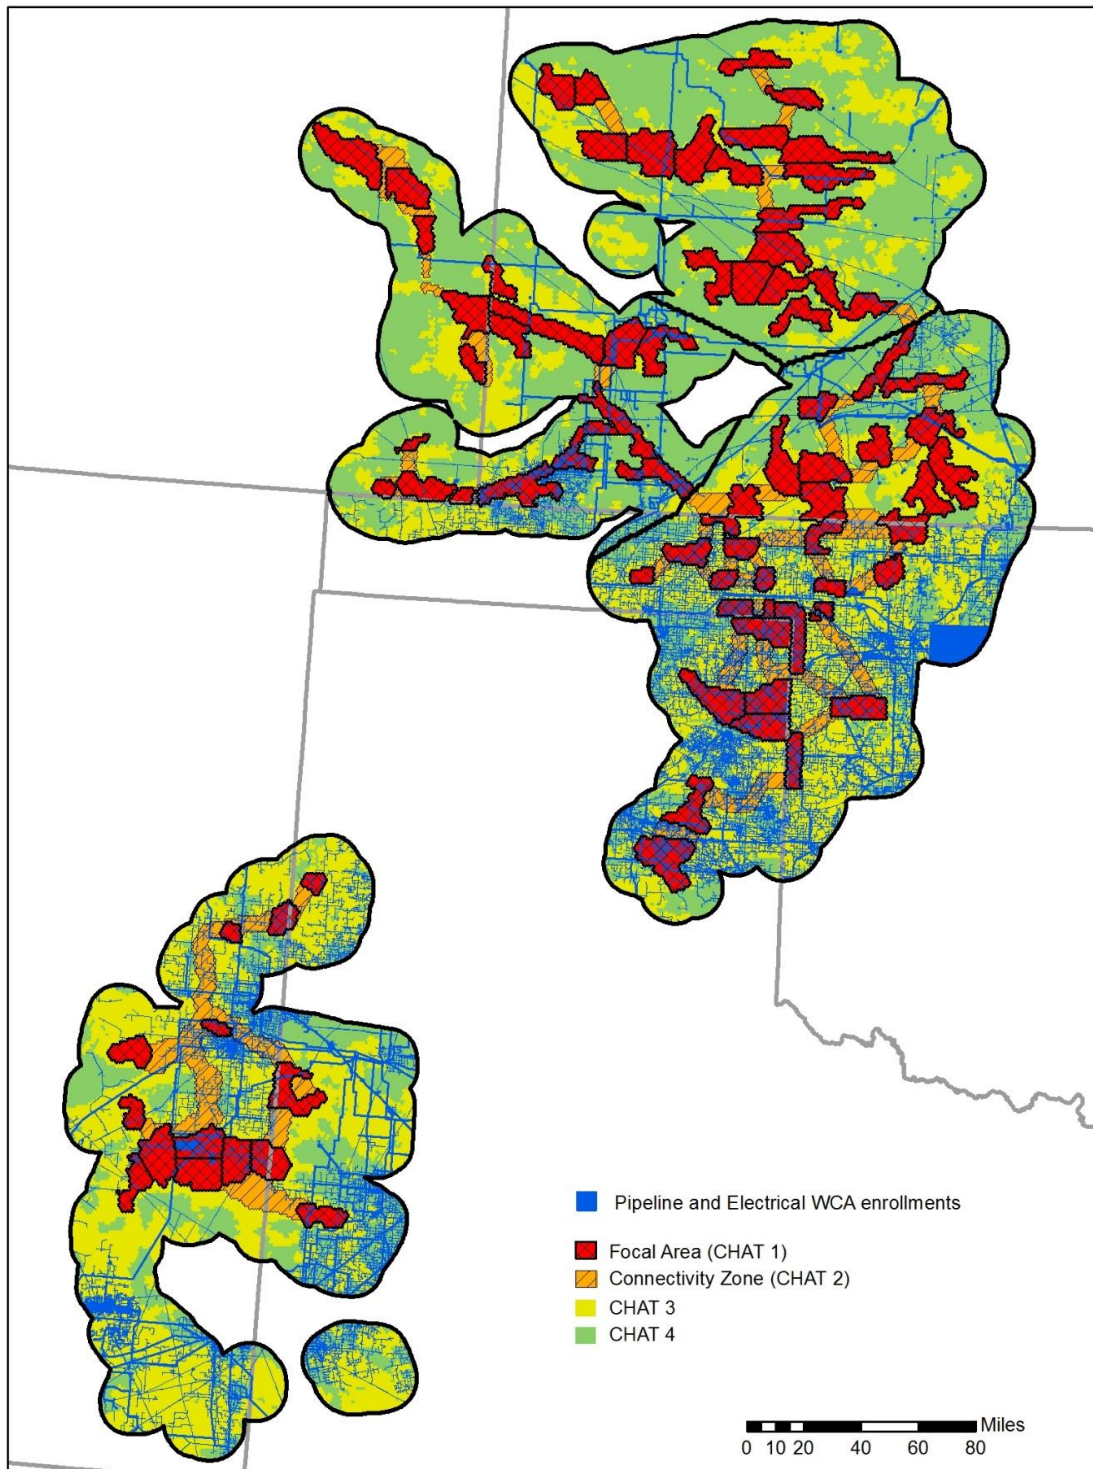 Pipeline and Electrical WCA enrollments
Focal Area (CHAT 1)
Connectivity Zone (CHAT 2)
CHAT 3
CHAT 4
Miles
0 10 20 40 60 80